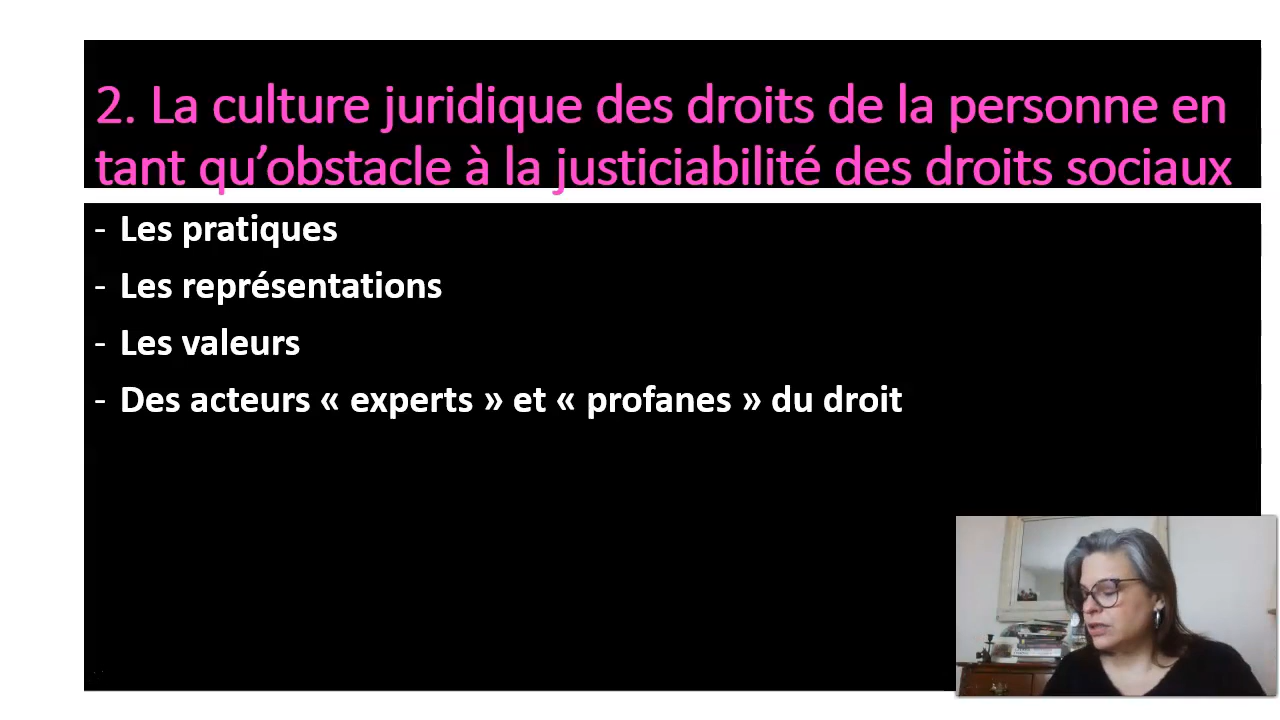 2. La culture juridique des droits de la personne en
tant qu’obstacle à la justiciabilité des droits sociaux
- Les pratiques
- Les représentations
- Les valeurs
- Des acteurs « experts » et « profanes » du droit